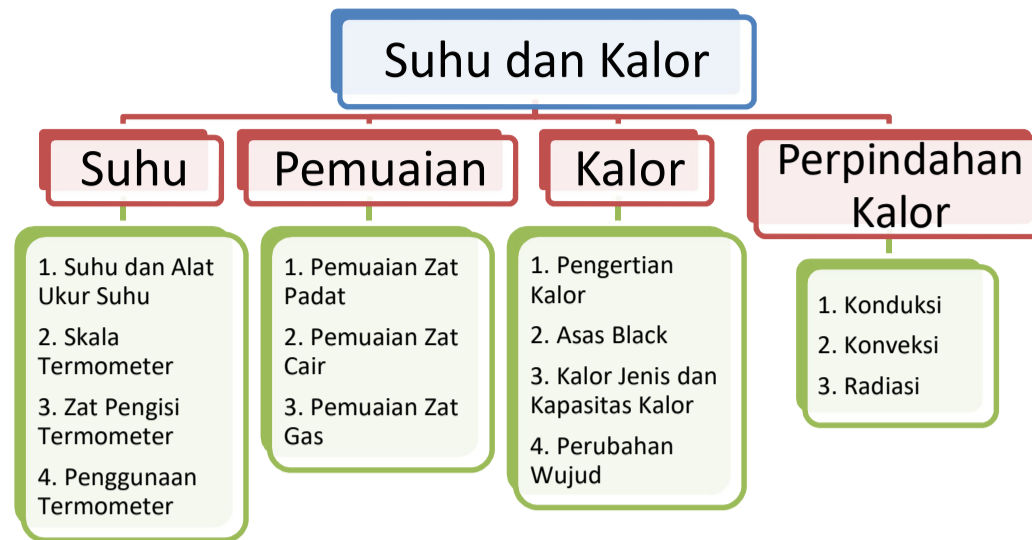 Suhu dan Kalor
Suhu
1. Suhu dan Alat
Ukur Suhu
2. Skala
Termometer
3. Zat Pengisi
Termometer
4. Penggunaan
Termometer
Pemuaian
1. Pemuaian Zat
Padat
2. Pemuaian Zat
Cair
3. Pemuaian Zat
Gas
Kalor
1. Pengertian
Kalor
2. Asas Black
3. Kalor Jenis dan
Kapasitas Kalor
4. Perubahan
Wujud
Perpindahan
Kalor
1. Konduksi
2. Konveksi
3. Radiasi